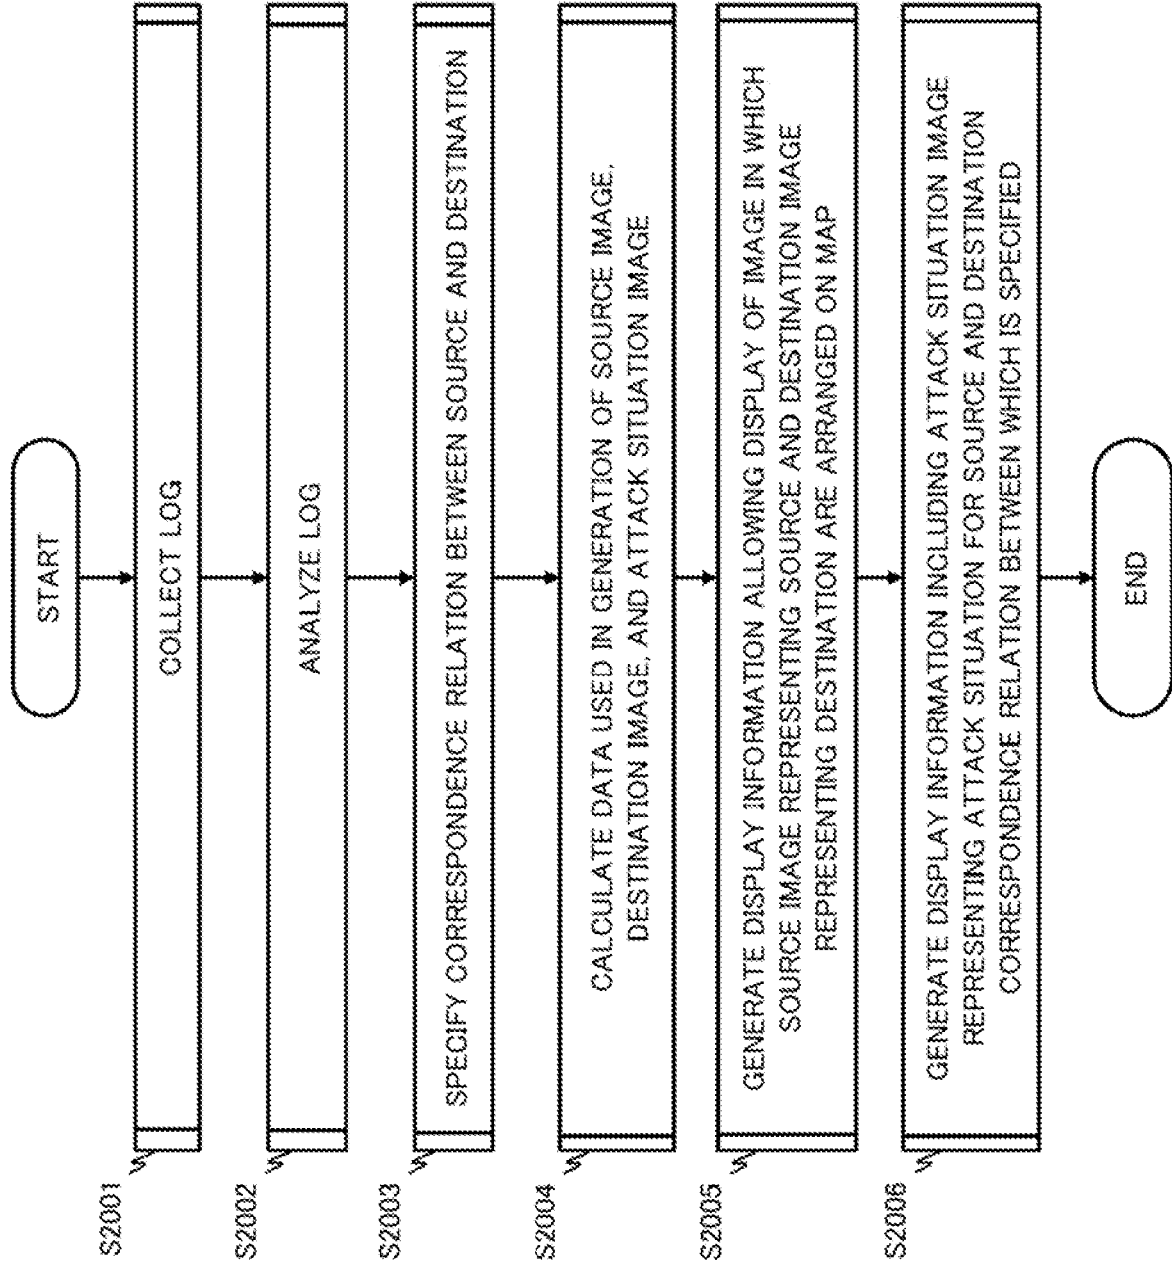 START
S2001
COLLECT LOG
S2002
ANALYZE LOG
S2003
SPECIFY CORRESPONDENCE RELATION BETWEEN SOURCE AND DESTINATION
S2004
CALCULATE DATA USED IN GENERATION OF SOURCE IMAGE,
DESTINATION IMAGE, AND ATTACK SITUATION IMAGE
S2005
GENERATE DISPLAY INFORMATION ALLOWING DISPLAY OF IMAGE IN WHICH
SOURCE IMAGE REPRESENTING SOURCE AND DESTINATION IMAGE
REPRESENTING DESTINATION ARE ARRANGED ON MAP
S2006
GENERATE DISPLAY INFORMATION INCLUDING ATTACK SITUATION IMAGE
REPRESENTING ATTACK SITUATION FOR SOURCE AND DESTINATION
CORRESPONDENCE RELATION BETWEEN WHICH IS SPECIFIED
END